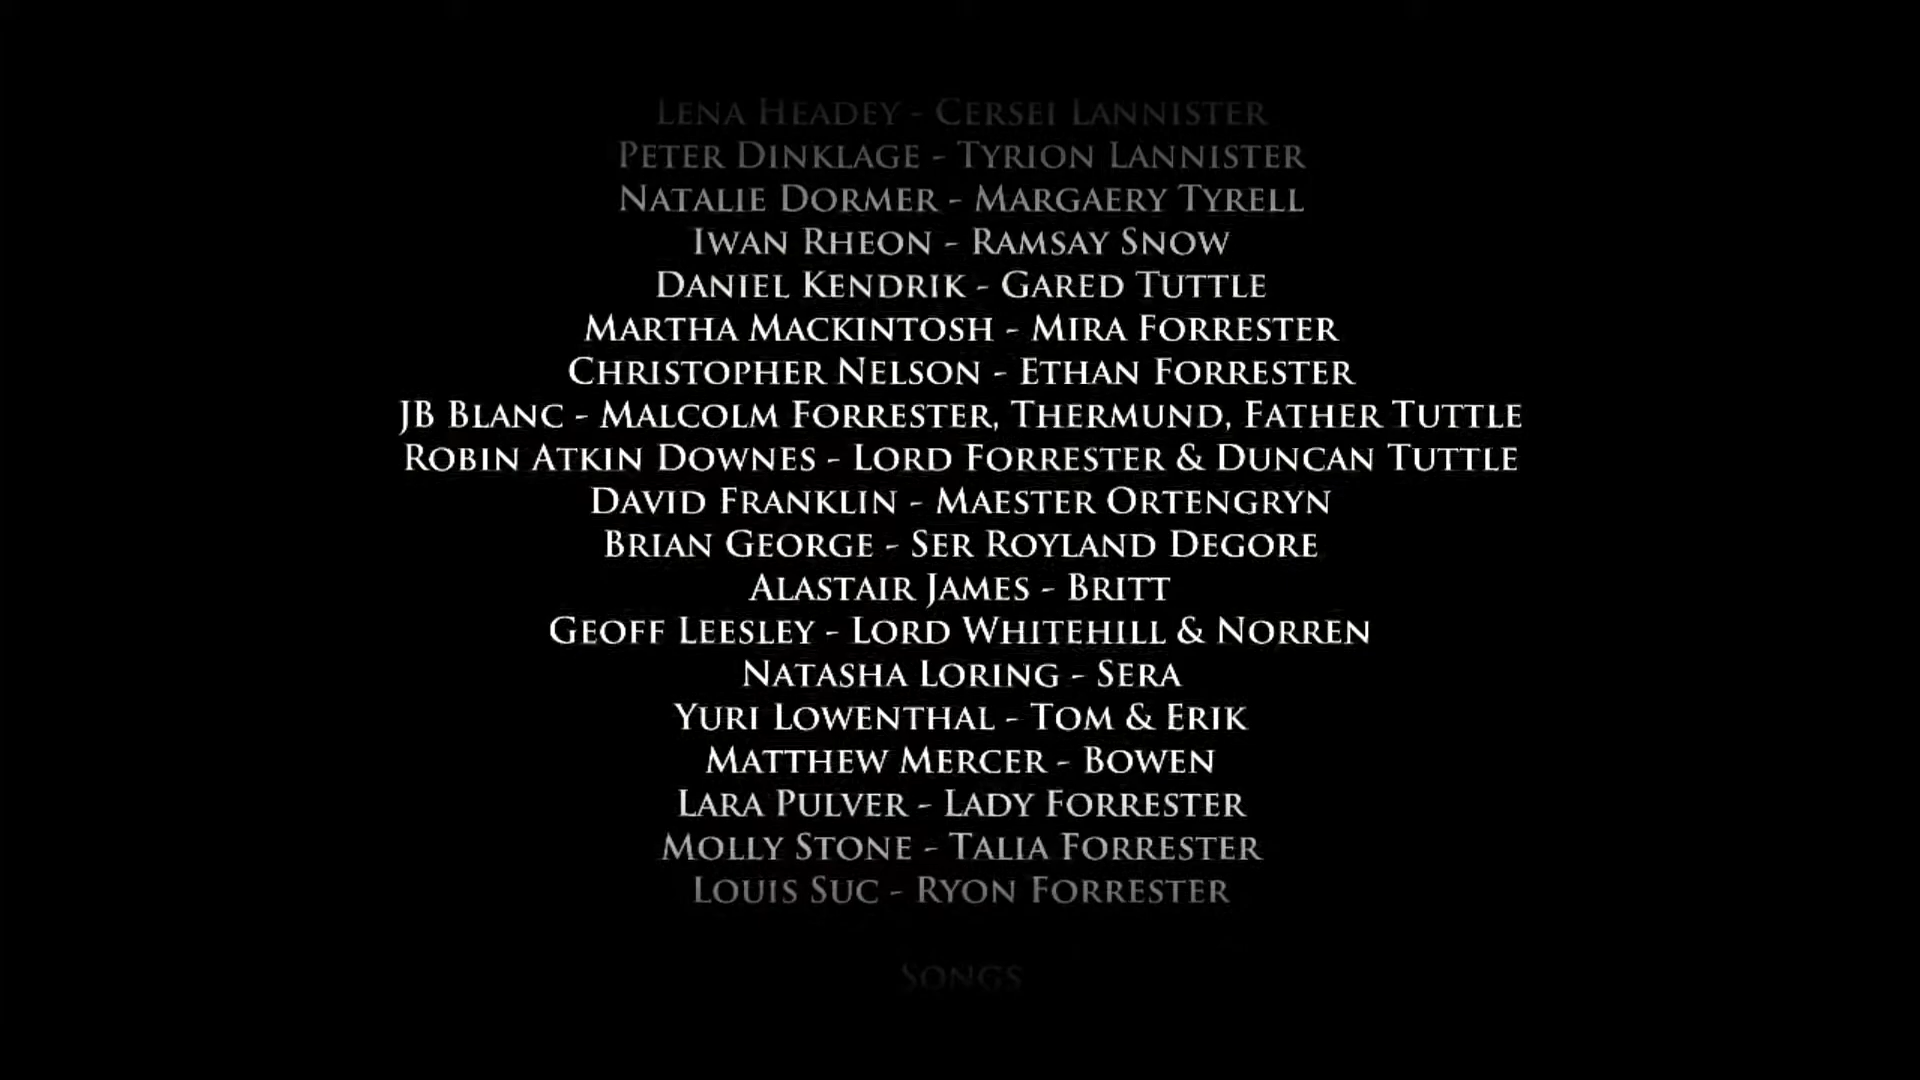 Lena Headey - Cersei Lannister
Peter Dinklage - Tyrion Lannister
Natalie Dormer - Margaery Tyrell
Iwan Rheon - Ramsay Snow
Daniel Kendrik - Gared Tuttle
Martha Mackintosh - Mira Forrester
Christopher Nelson - Ethan Forrester
JB Blanc - Malcolm Forrester, Thermund, Father Tuttle
Robin Atkin Downes - Lord Forrester & Duncan Tuttle
David Franklin - Maester Ortengryn
Brian George - Ser Royland Degore
Alastair James - Britt
Geoff Leesley - Lord Whitehill & Norren
Natasha Loring - Sera
Yuri Lowenthal - Tom & Erik
Matthew Mercer - Bowen
Lara Pulver - Lady Forrester
Molly Stone - Talia Forrester
Louis Suc - Ryon Forrester
Songs